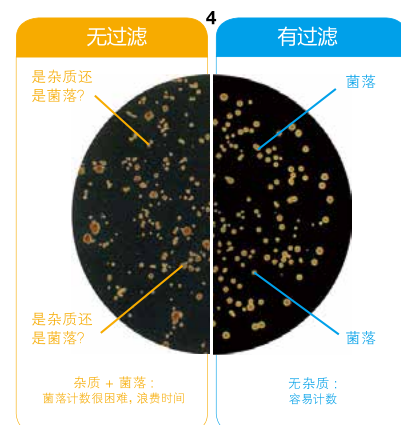 4
无过滤
有过滤
是杂质还
是菌落?
菌落
是杂质还
是菌落?
菌落
杂质 + 菌落 :
菌落计数很困难, 浪费时间
无杂质 :
容易计数